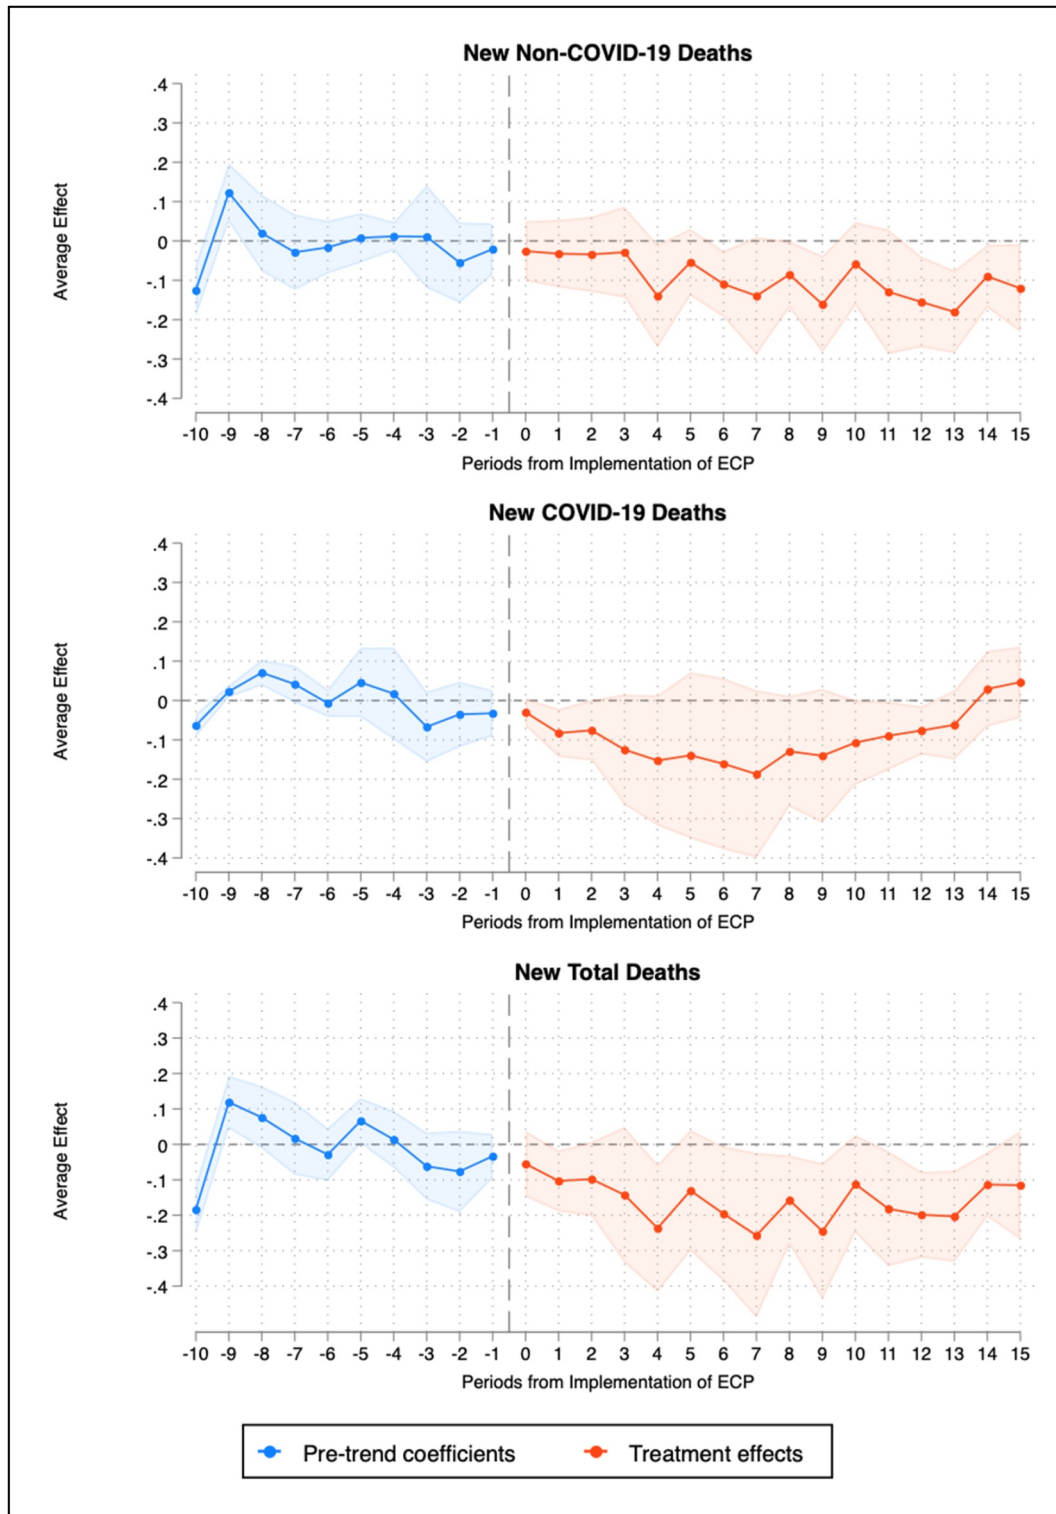 New Non-COVID-19 Deaths
Average Effect
.4
.3
.2
.1
0
-.1
-.2
-.3
-.4
-10 -9 -8 -7 -6 -5 -4 -3 -2 -1 0 1 2 3 4 5 6 7 8 9 10 11 12 13 14 15
Periods from Implementation of ECP
New COVID-19 Deaths
Average Effect
.4
.3
.2
.1
0
-.1
-.2
-.3
-.4
-10 -9 -8 -7 -6 -5 -4 -3 -2 -1 0 1 2 3 4 5 6 7 8 9 10 11 12 13 14 15
Periods from Implementation of ECP
New Total Deaths
Average Effect
.4
.3
.2
.1
0
-.1
-.2
-.3
-.4
-10 -9 -8 -7 -6 -5 -4 -3 -2 -1 0 1 2 3 4 5 6 7 8 9 10 11 12 13 14 15
Periods from Implementation of ECP
Pre-trend coefficients Treatment effects